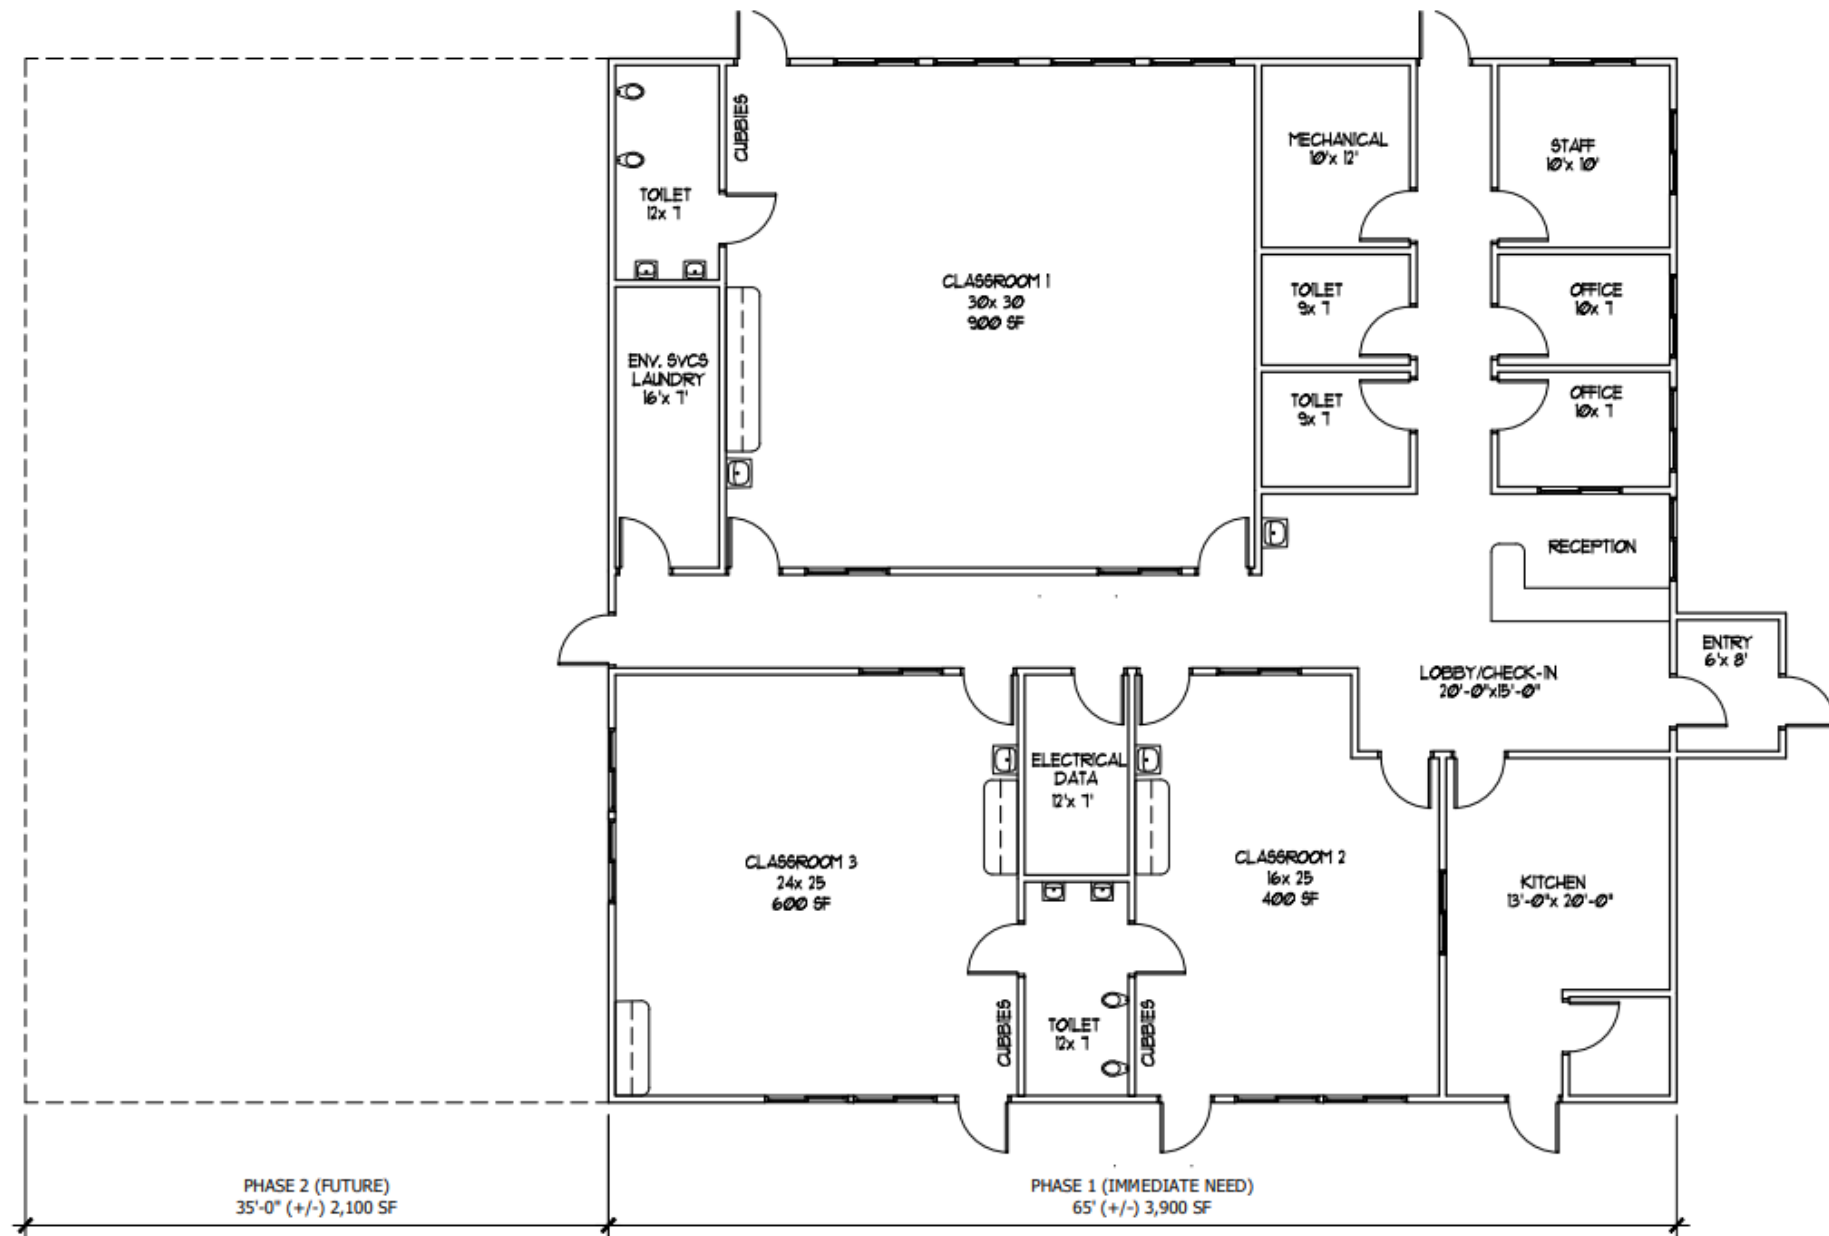 CUBBIES
TOILET
12x 7
CLASSROOM 1
30x 30
900 SF
MECHANICAL
10'x 12'
STAFF
10'x 10'
TOILET
9x 7
OFFICE
10x 7
ENV. SVCS
LAUNDRY
16'x 7'
TOILET
9x 7
OFFICE
10x 7
RECEPTION
ENTRY
6'x 8'
LOBBY/CHECK-IN
20'-0"x15'-0"
ELECTRICAL
DATA
12'x 7'
CLASSROOM 3
24x 25
600 SF
CLASSROOM 2
16x 25
400 SF
KITCHEN
13'-0"x 20'-0"
CUBBIES
TOILET
12x 7
CUBBIES
PHASE 2 (FUTURE)
35'-0" (+/-) 2,100 SF
PHASE 1 (IMMEDIATE NEED)
65' (+/-) 3,900 SF